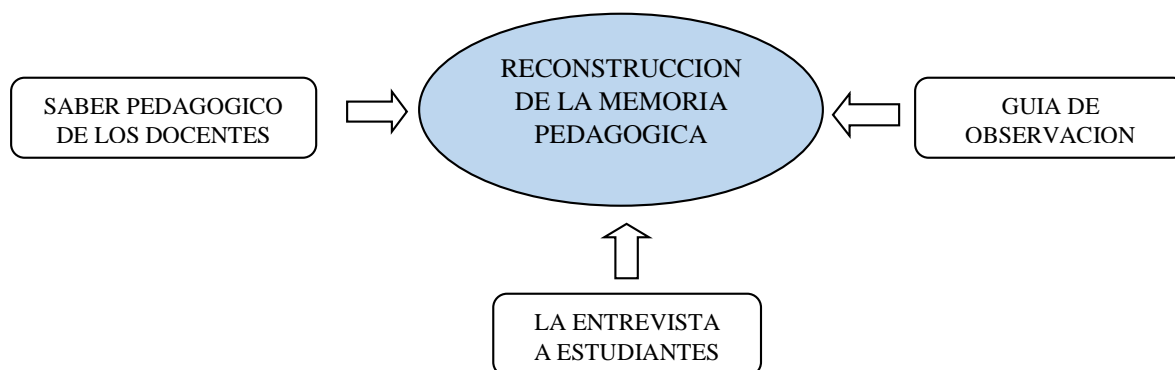 RECONSTRUCCION
DE LA MEMORIA
PEDAGOGICA
SABER PEDAGOGICO
DE LOS DOCENTES
GUIA DE
OBSERVACION
LA ENTREVISTA
A ESTUDIANTES